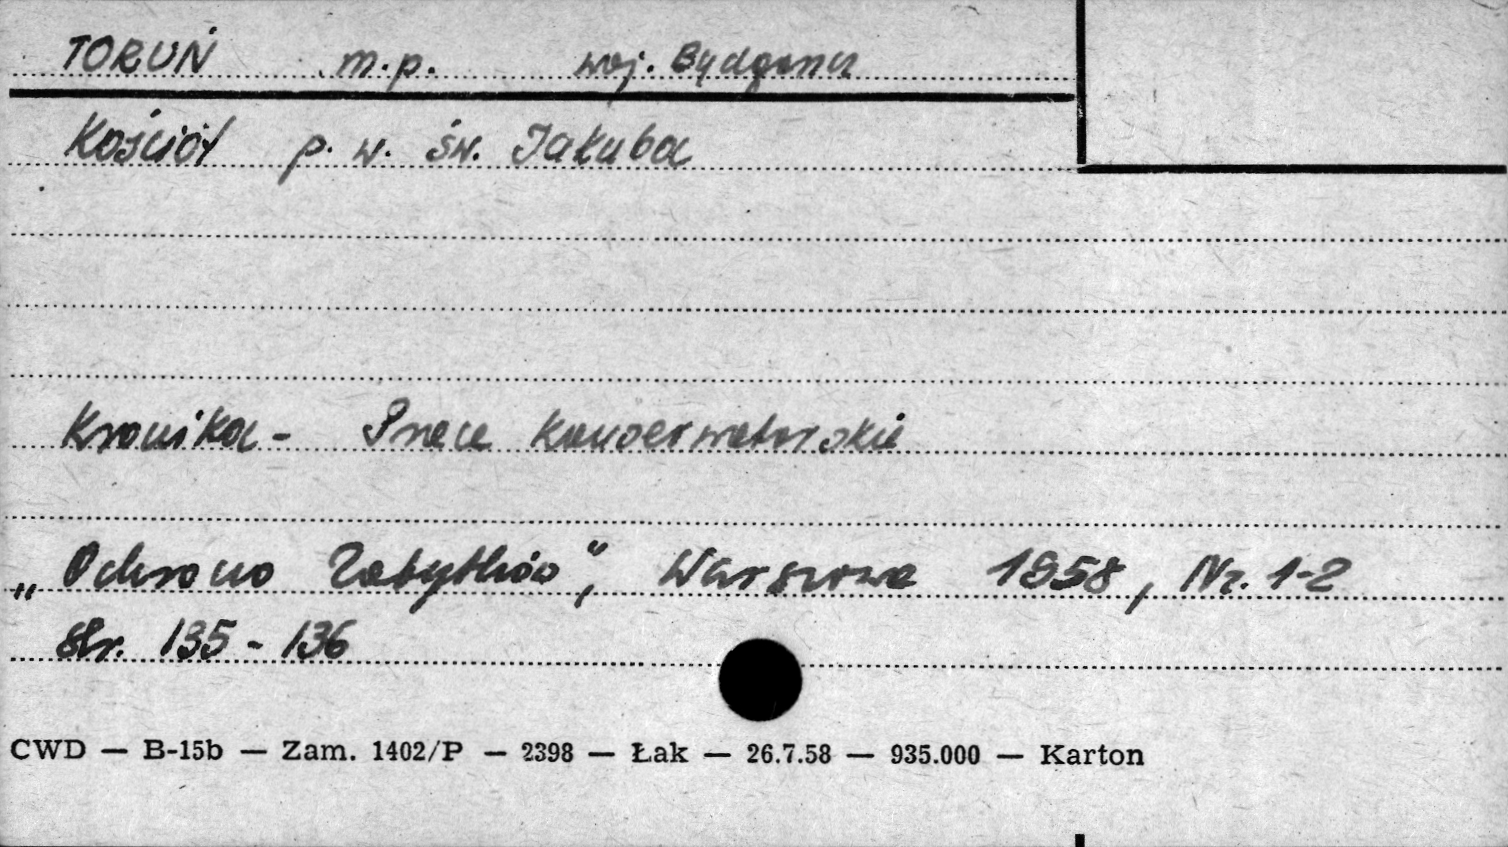 TORUŃ m.p. woj. Bydgoszcz
Kościół p. w. św. Jakuba
Kronika - Prace konserwatorskie
„Ochrona Zabytków”, Warszawa 1958, Nr. 1-2
str. 135 - 136
CWD — B-15b — Zam. 1402/P — 2398 — Łak — 26.7.58 — 935.000 — Karton